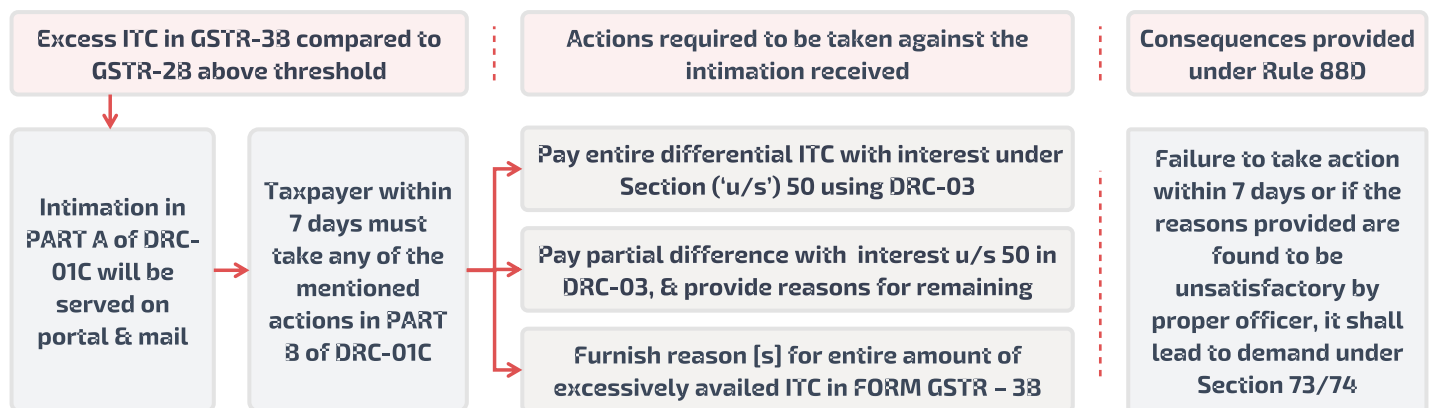 Excess ITC in GSTR-3B compared to
GSTR-2B above threshold
Actions required to be taken against the
intimation received
Consequences provided
under Rule 88D
Intimation in
PART A of DRC-
01C will be
served on
portal & mail
Taxpayer within
7 days must
take any of the
mentioned
actions in PART
B of DRC-01C
Pay entire differential ITC with interest under
Section (‘u/s’) 50 using DRC-03
Pay partial difference with interest u/s 50 in
DRC-03, & provide reasons for remaining
Furnish reason [s] for entire amount of
excessively availed ITC in FORM GSTR – 3B
Failure to take action
within 7 days or if the
reasons provided are
found to be
unsatisfactory by
proper officer, it shall
lead to demand under
Section 73/74